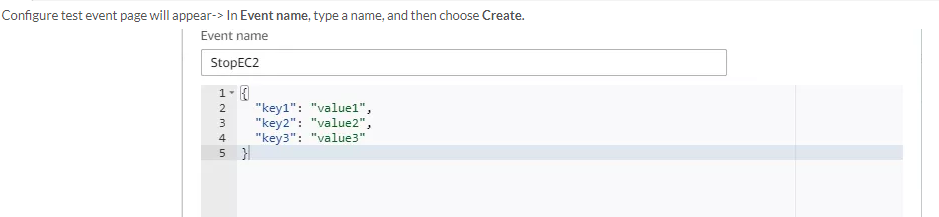 Configure test event page will appear-> In Event name, type a name, and then choose Create.
Event name
StopEC2
1 {
2 "key1": "value1",
3 "key2": "value2",
4 "key3": "value3"
5 }